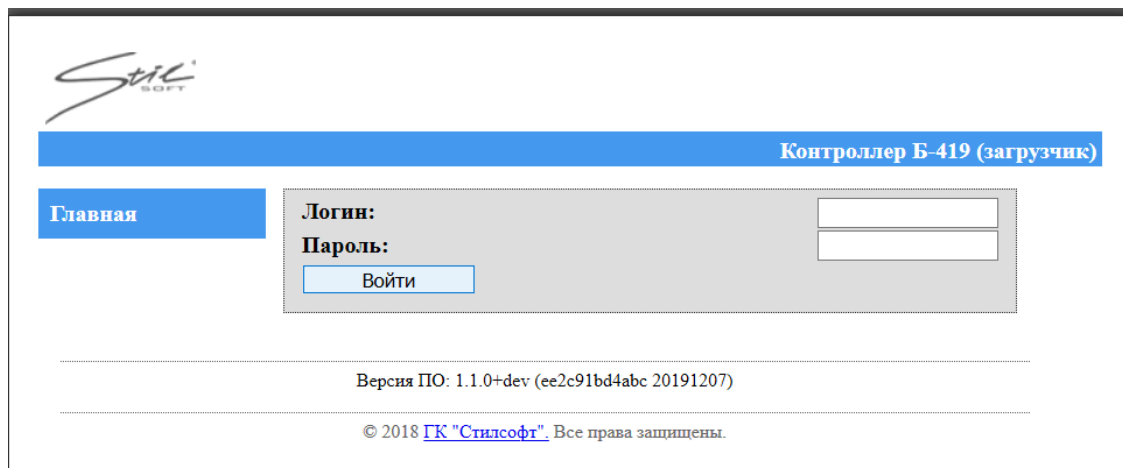 Stil
SOFT
Контроллер Б-419 (загрузчик)
Главная
Логин:
Пароль:
Войти
Версия ПО: 1.1.0+dev (ee2c91bd4abc 20191207)
© 2018 ГК "Стилсофт". Все права защищены.